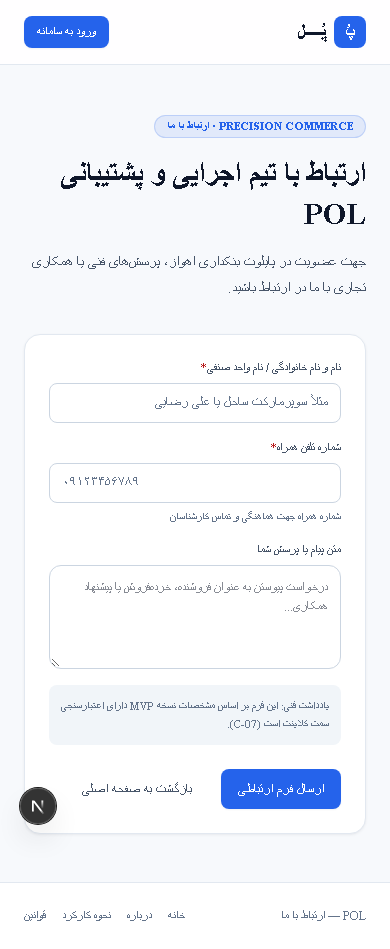 پُ
پُــل
ورود به سامانه
PRECISION COMMERCE • ارتباط با ما
ارتباط با تیم اجرایی و پشتیبانی
POL
جهت عضویت در پایلوت بنکداری اهواز، پرسش‌های فنی یا همکاری
تجاری با ما در ارتباط باشید.
نام و نام خانوادگی / نام واحد صنفی*
مثلاً سوپرمارکت ساحل یا علی رضایی
شماره تلفن همراه*
۰۹۱۲۳۴۵۶۷۸۹
شماره همراه جهت هماهنگی و تماس کارشناسان
متن پیام یا پرسش شما
درخواست پیوستن به عنوان فروشنده، خرده‌فروش یا پیشنهاد
همکاری...
یادداشت فنی: این فرم بر اساس مشخصات نسخه MVP دارای اعتبارسنجی
سمت کلاینت است (C-07).
ارسال فرم ارتباطی
بازگشت به صفحه اصلی
N
POL — ارتباط با ما
خانه
درباره
نحوه کارکرد
قوانین